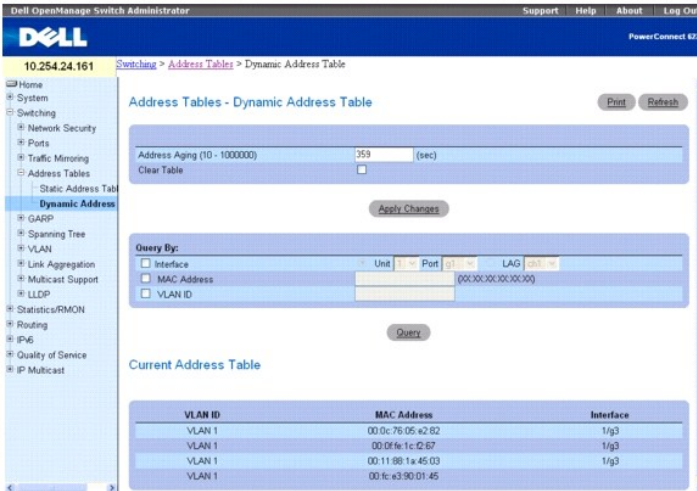 Dell OpenManage Switch Administrator
Support Help About Log Out
DELL
PowerConnect 62
10.254.24.161
Switching > Address Tables > Dynamic Address Table
Home
System
Switching
Network Security
Ports
Traffic Mirroring
Address Tables
Static Address Tabl
Dynamic Address
GARP
Spanning Tree
VLAN
Link Aggregation
Multicast Support
LLDP
Statistics/RMON
Routing
IPv6
Quality of Service
IP Multicast
Address Tables - Dynamic Address Table
Print Refresh
Address Aging (10 - 1000000) 359 (sec)
Clear Table
Apply Changes
Query By:
Interface Unit 1 Port g1 LAG ch1
MAC Address (XX:XX:XX:XX:XX:XX)
VLAN ID
Query
Current Address Table
VLAN ID MAC Address Interface
VLAN 1 00:0c:76:05:e2:82 1/g3
VLAN 1 00:0f:fe:1c:f2:67 1/g3
VLAN 1 00:11:88:1a:45:03 1/g3
VLAN 1 00:fc:e3:90:01:45